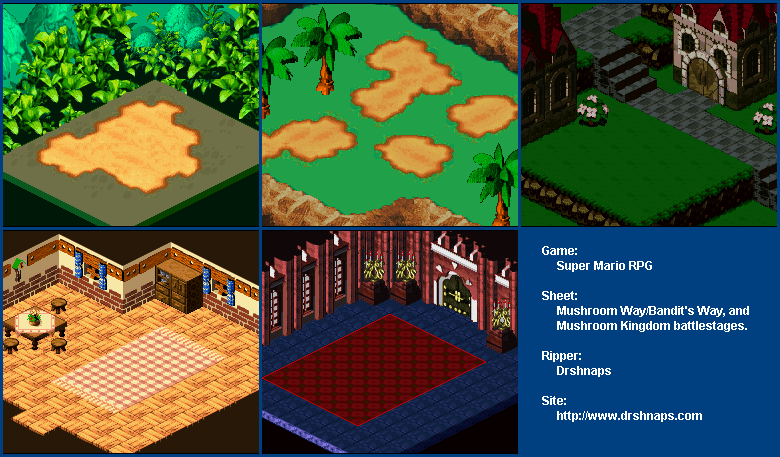 Game:
Super Mario RPG
Sheet:
Mushroom Way/Bandit's Way, and
Mushroom Kingdom battlestages.
Ripper:
Drshnaps
Site:
http://www.drshnaps.com